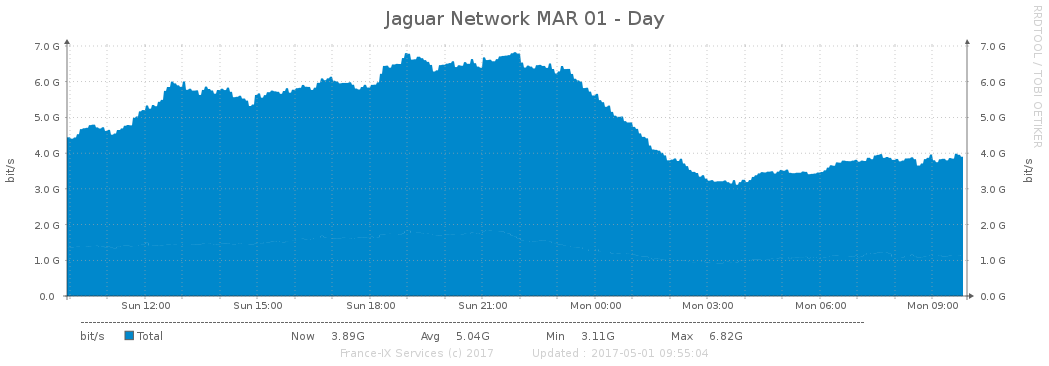 Jaguar Network MAR 01 - Day
RRDTOOL / TOBI OETIKER
bit/s
bit/s
7.0 G 7.0 G
6.0 G 6.0 G
5.0 G 5.0 G
4.0 G 4.0 G
3.0 G 3.0 G
2.0 G 2.0 G
1.0 G 1.0 G
0.0 0.0 G
Sun 12:00 Sun 15:00 Sun 18:00 Sun 21:00 Mon 00:00 Mon 03:00 Mon 06:00 Mon 09:00
bit/s Total Now 3.89G Avg 5.04G Min 3.11G Max 6.82G
France-IX Services (c) 2017 Updated : 2017-05-01 09:55:04